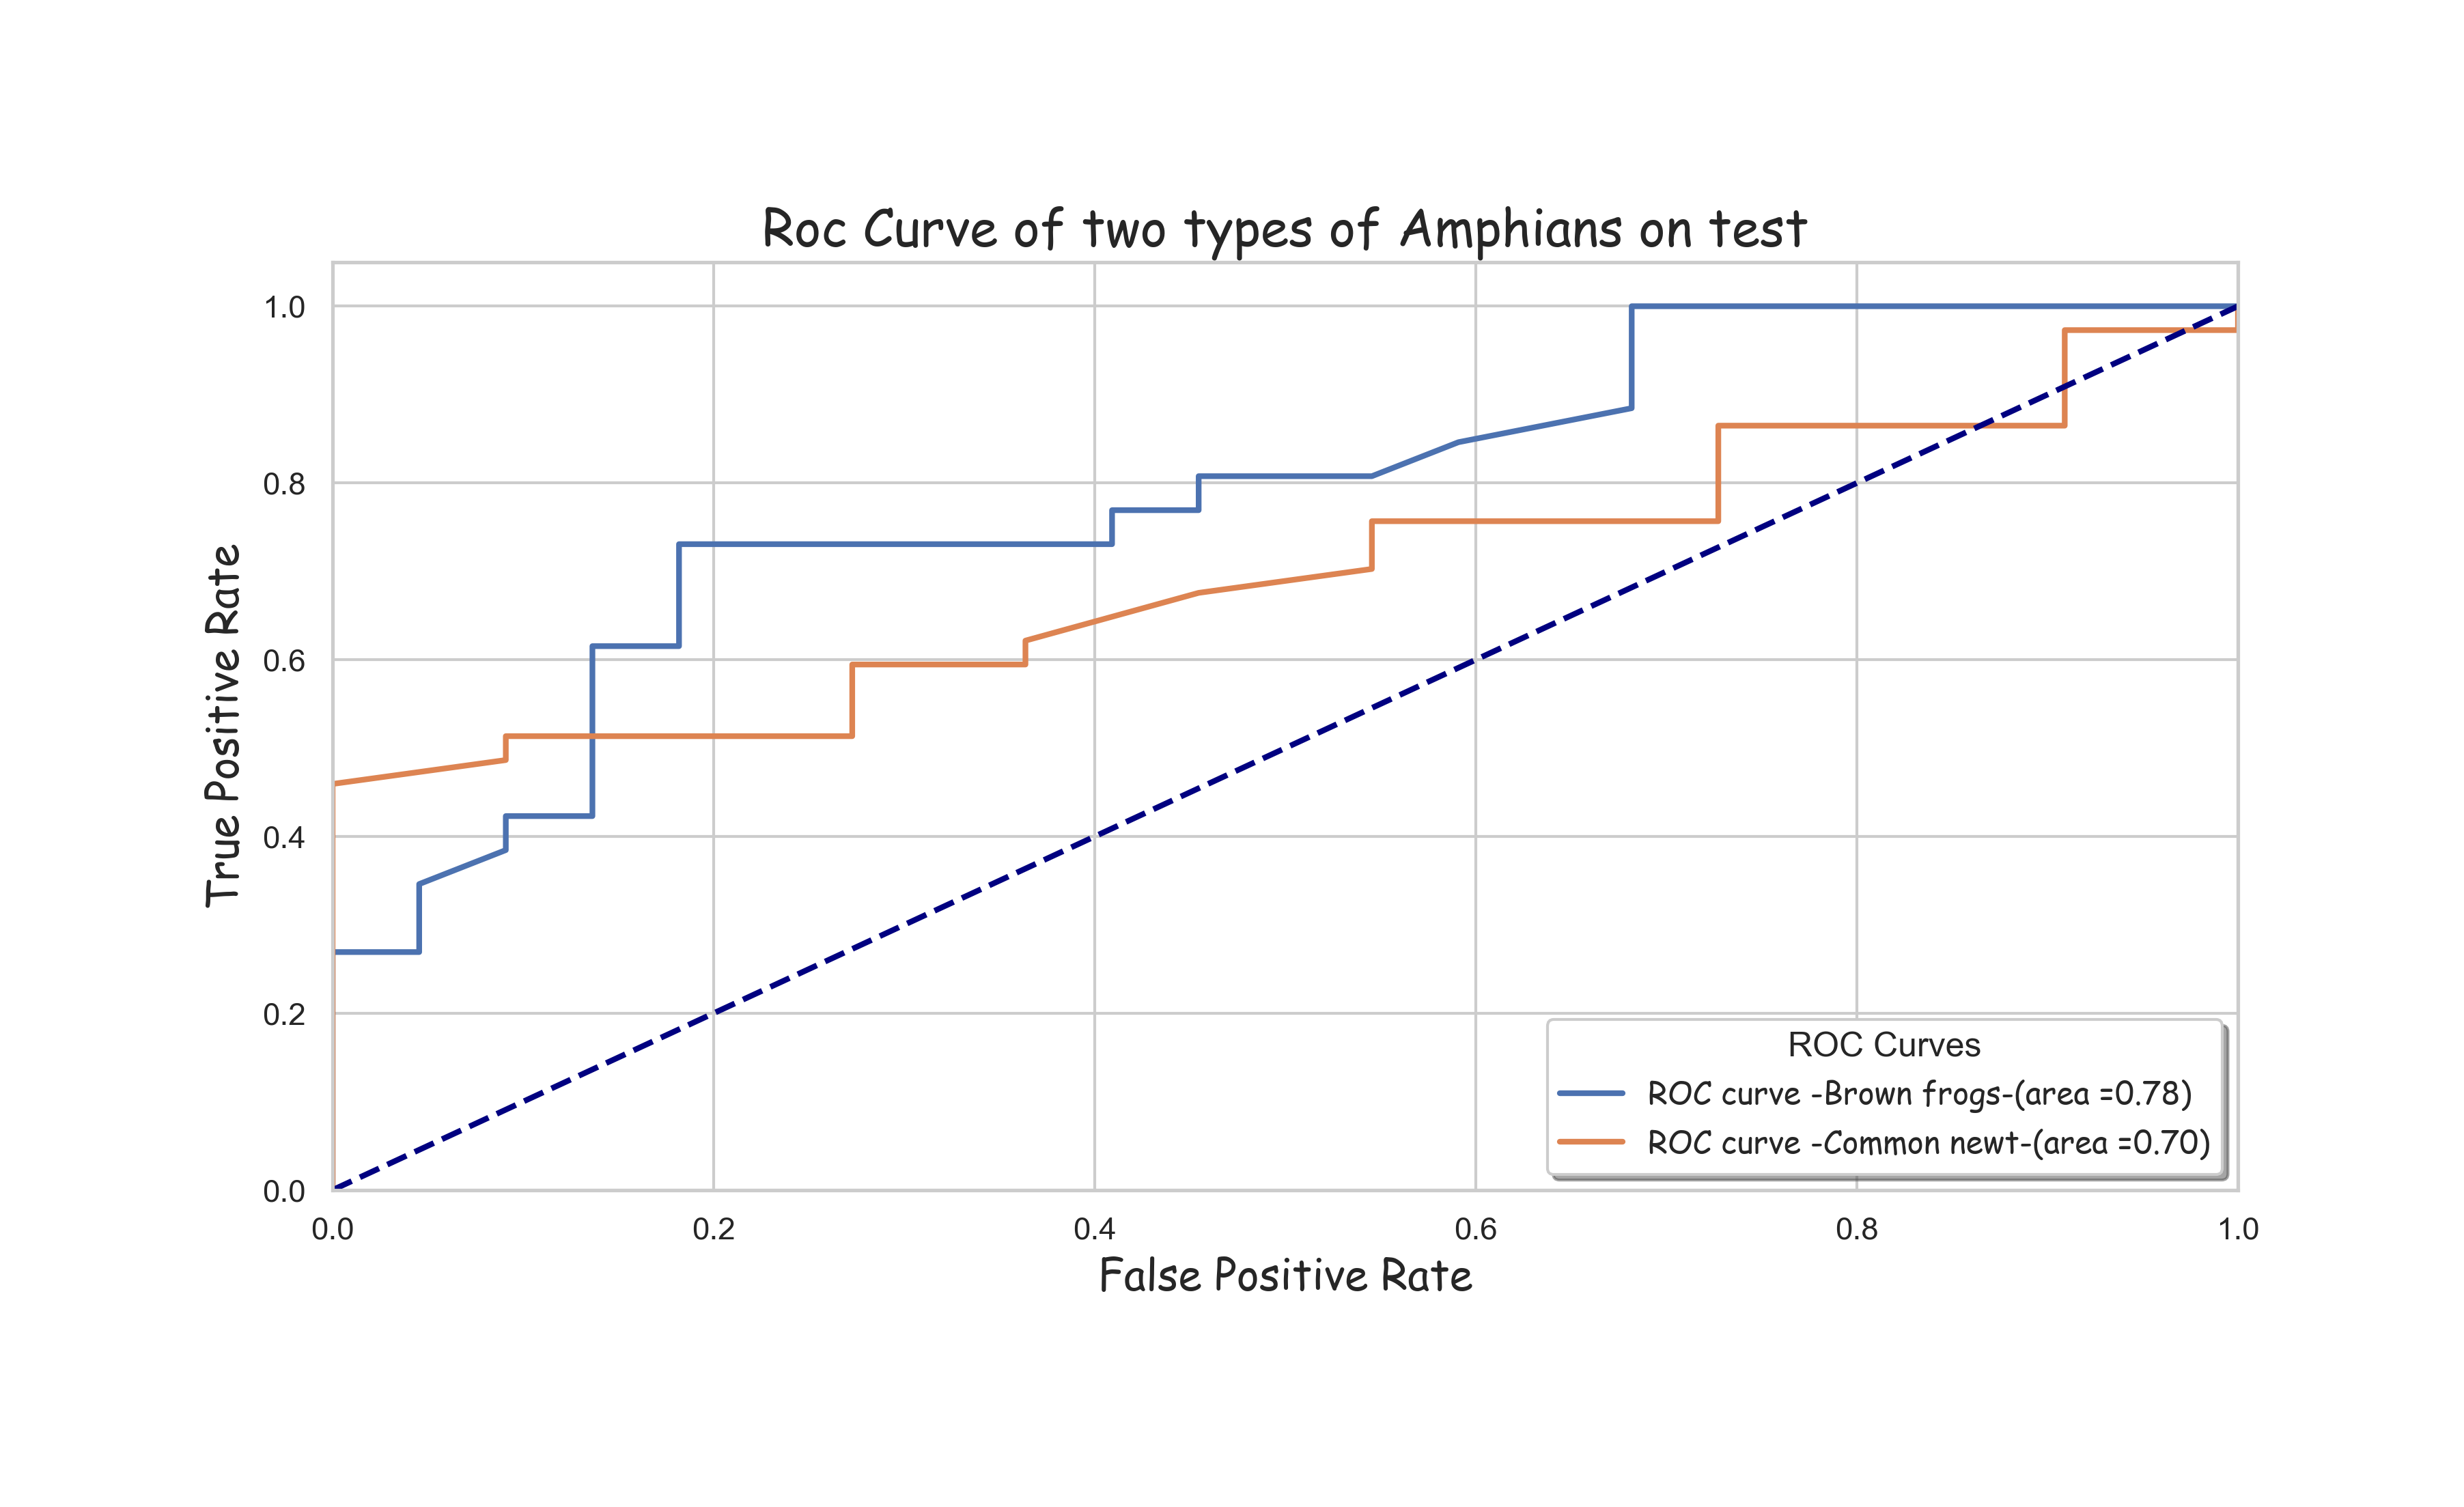 Roc Curve of two types of Amphians on test
True Positive Rate
1.0
0.8
0.6
0.4
0.2
0.0
0.0 0.2 0.4 0.6 0.8 1.0
False Positive Rate
ROC Curves
ROC curve -Brown frogs-(area =0.78)
ROC curve -Common newt-(area =0.70)